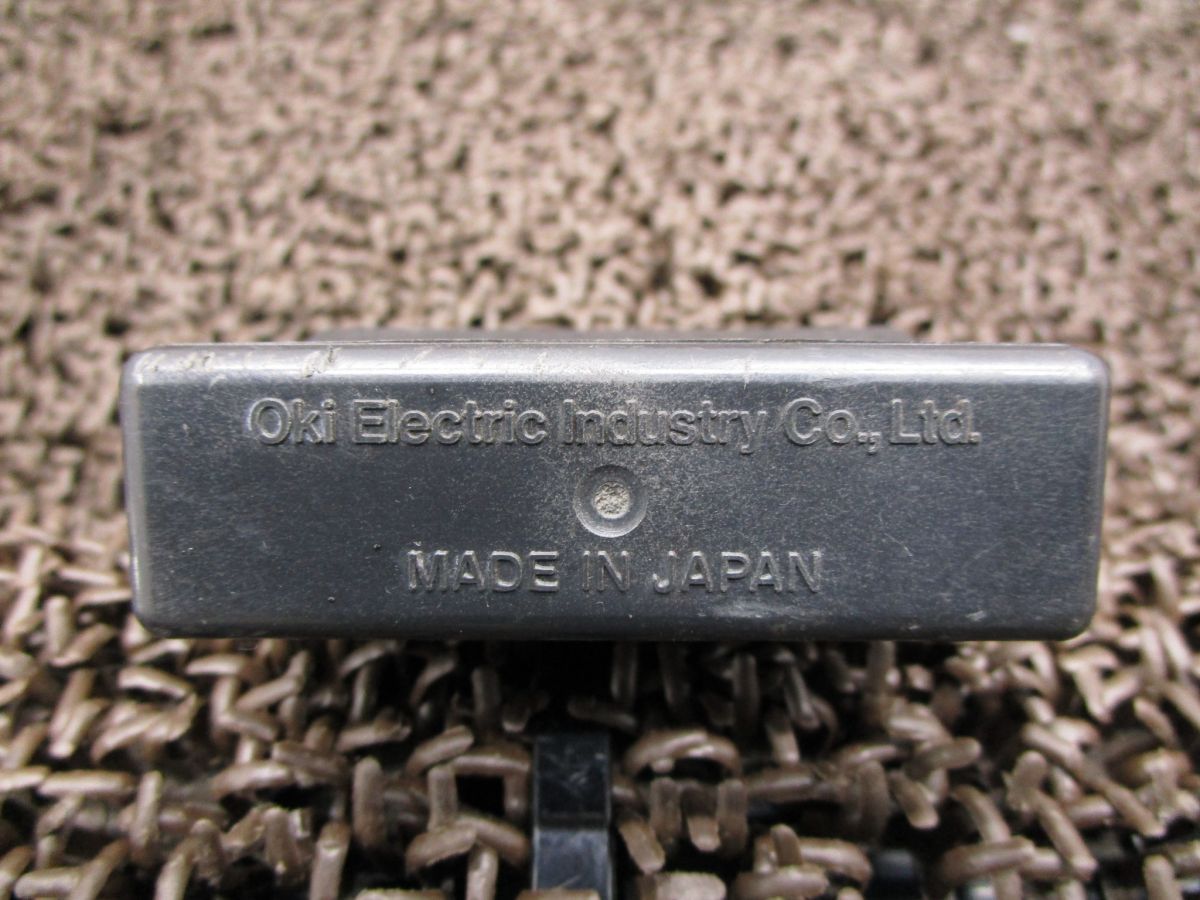 Oki Electric Industry Co., Ltd.
MADE IN JAPAN